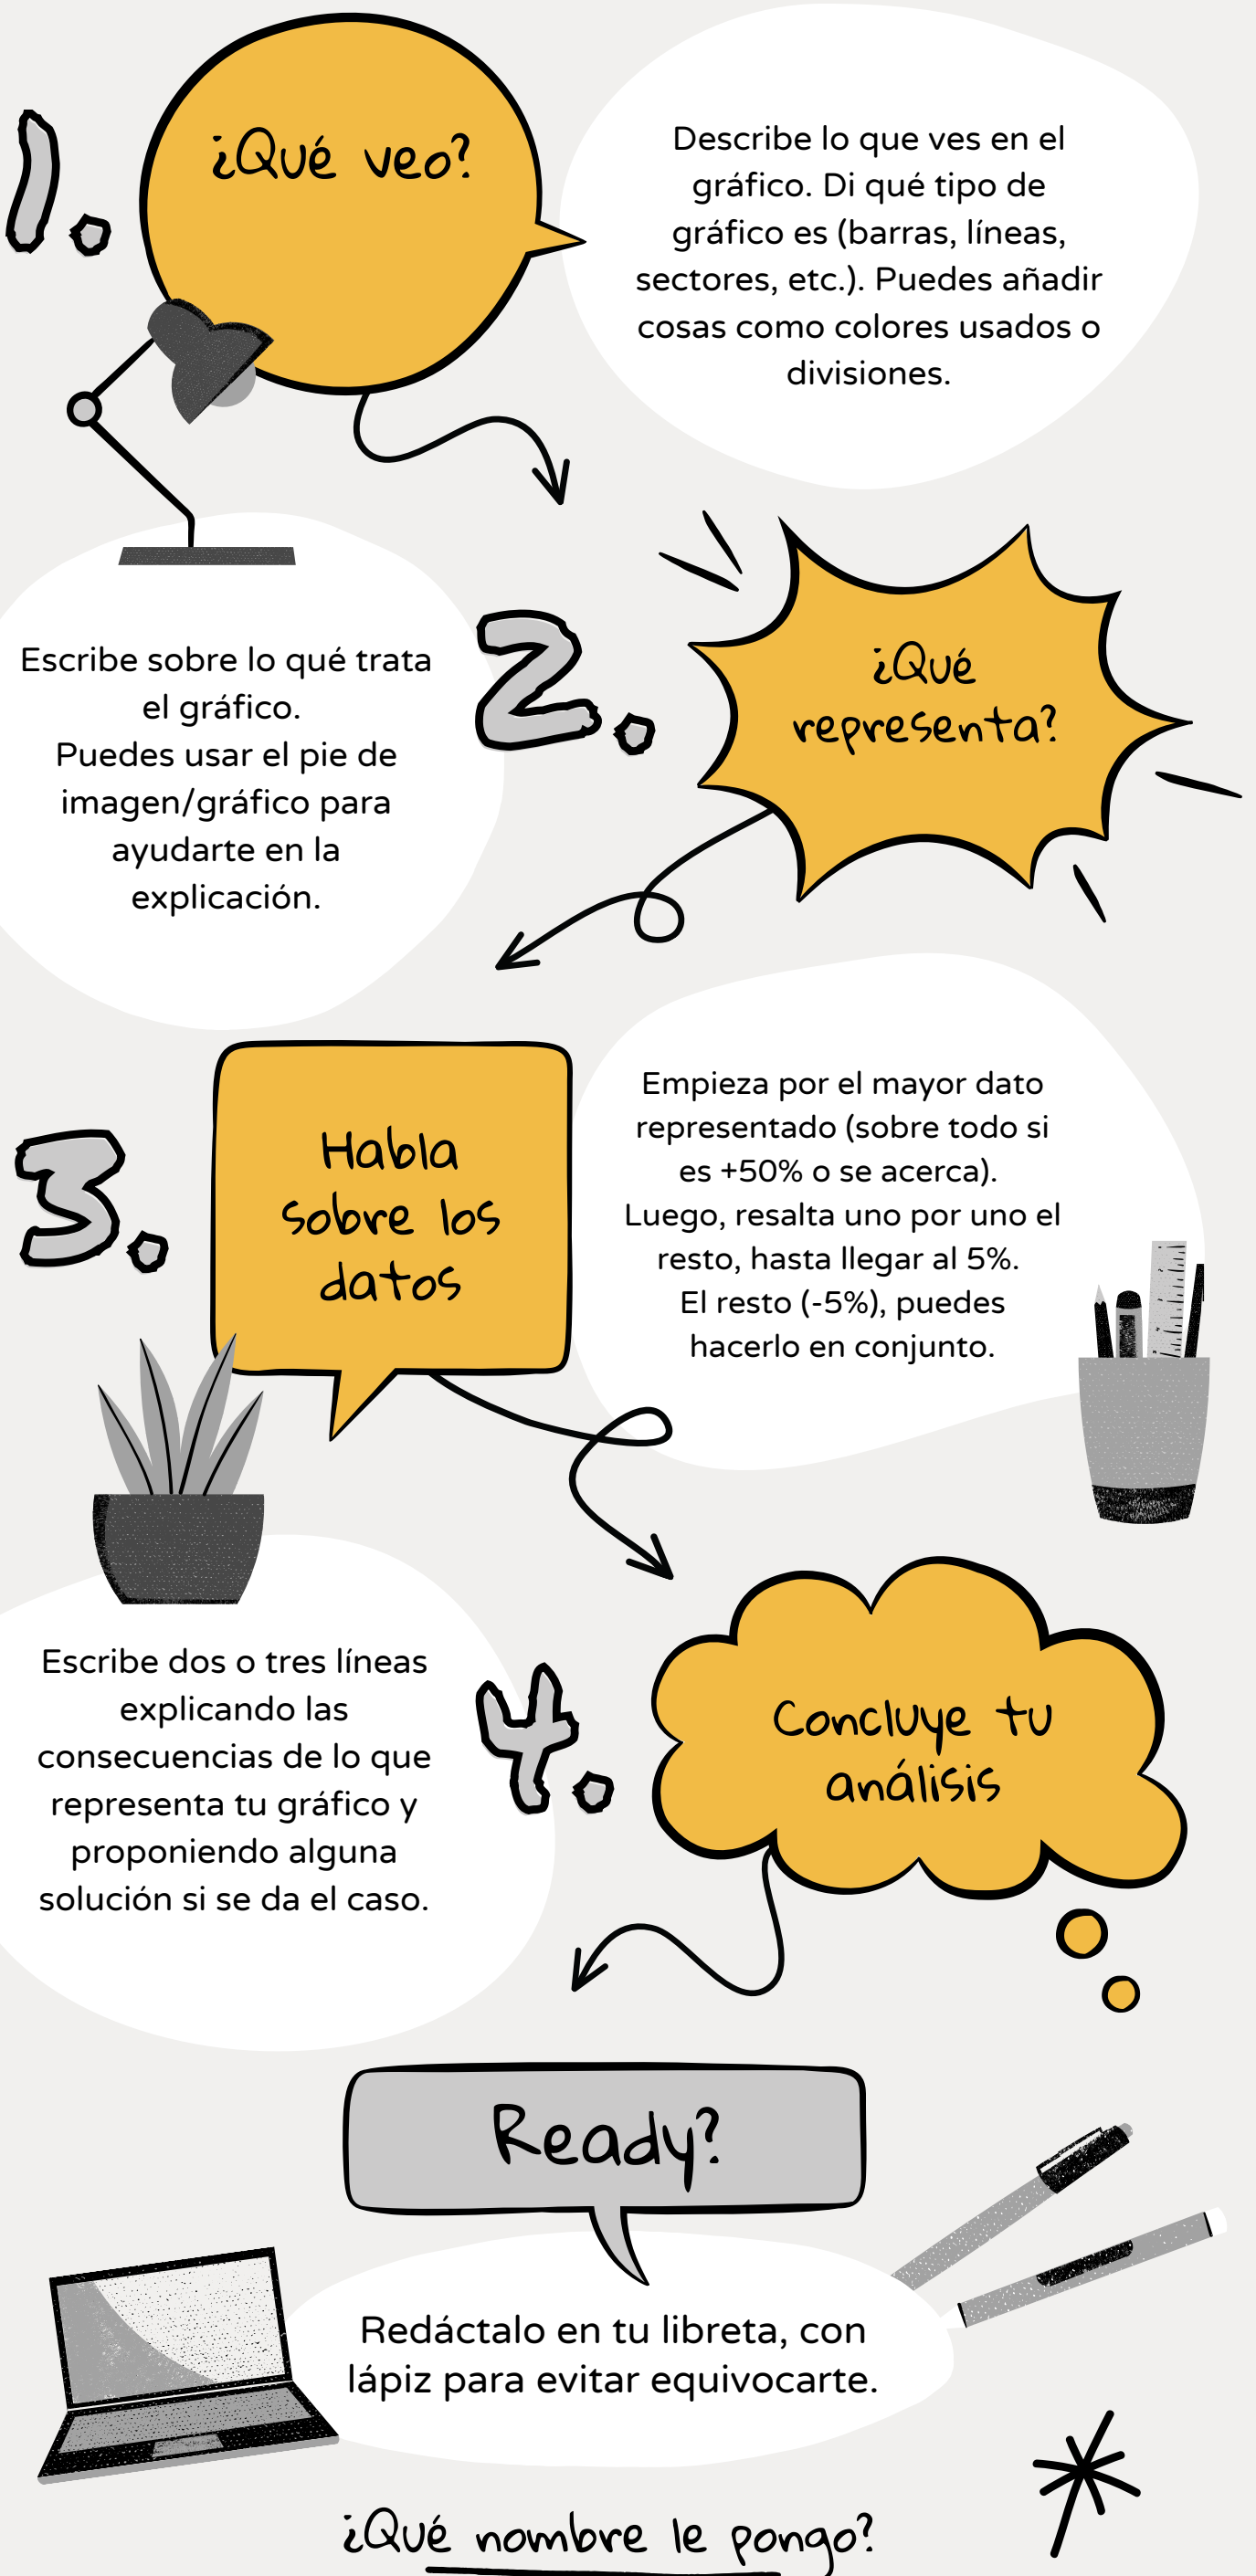 1.
¿Qué veo?
Describe lo que ves en el
gráfico. Di qué tipo de
gráfico es (barras, líneas,
sectores, etc.). Puedes añadir
cosas como colores usados o
divisiones.
2.
¿Qué
representa?
Escribe sobre lo qué trata
el gráfico.
Puedes usar el pie de
imagen/gráfico para
ayudarte en la
explicación.
3.
Habla
sobre los
datos
Empieza por el mayor dato
representado (sobre todo si
es +50% o se acerca).
Luego, resalta uno por uno el
resto, hasta llegar al 5%.
El resto (-5%), puedes
hacerlo en conjunto.
4.
Concluye tu
análisis
Escribe dos o tres líneas
explicando las
consecuencias de lo que
representa tu gráfico y
proponiendo alguna
solución si se da el caso.
Ready?
Redáctalo en tu libreta, con
lápiz para evitar equivocarte.
¿Qué nombre le pongo?